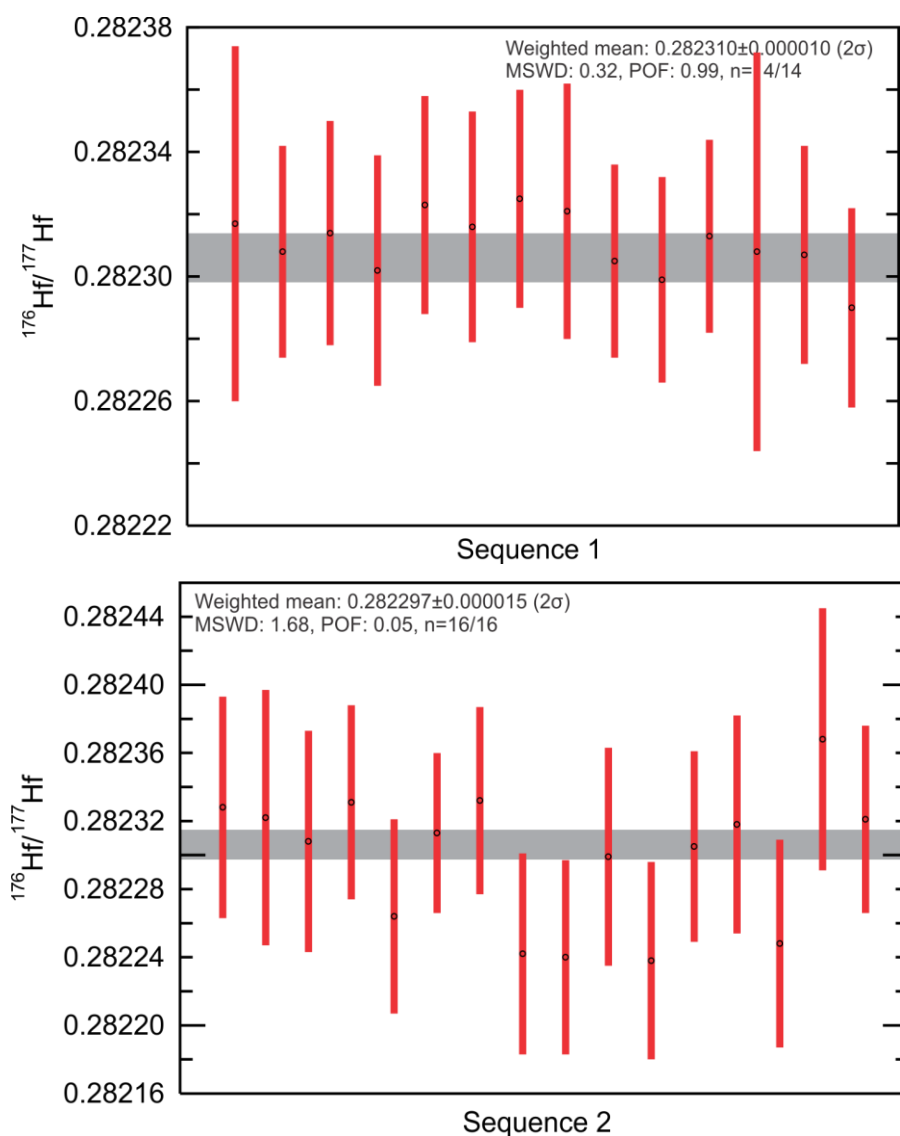 0.28238
Weighted mean: 0.282310±0.000010 (2σ)
MSWD: 0.32, POF: 0.99, n= 4/14
0.28234
176Hf/177Hf
0.28230
0.28226
0.28222
Sequence 1
Weighted mean: 0.282297±0.000015 (2σ)
MSWD: 1.68, POF: 0.05, n=16/16
0.28244
0.28240
0.28236
176Hf/177Hf
0.28232
0.28228
0.28224
0.28220
0.28216
Sequence 2